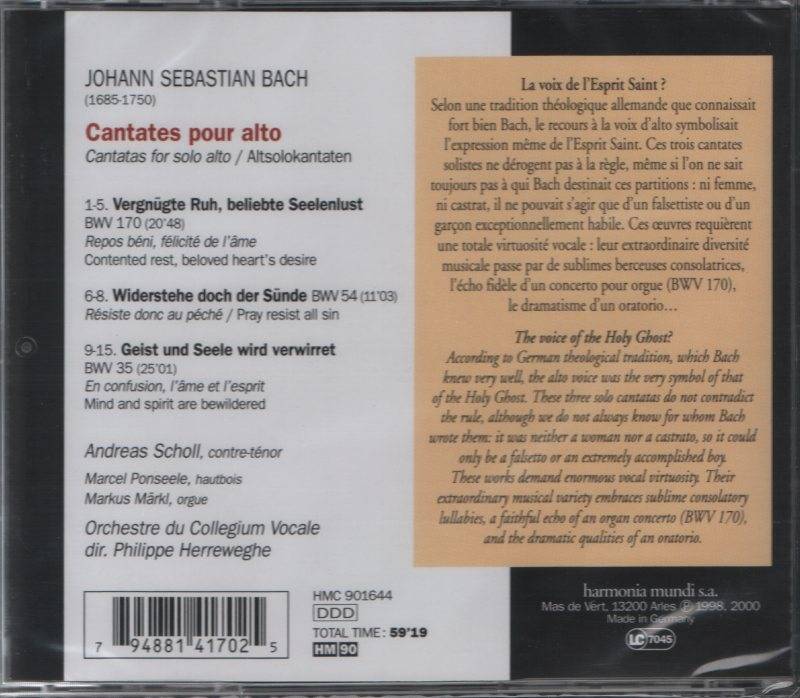 JOHANN SEBASTIAN BACH
(1685-1750)
Cantates pour alto
Cantatas for solo alto / Altsolokantaten
1-5. Vergnügte Ruh, beliebte Seelenlust
BWV 170 (20'48)
Repos béni, félicité de l'âme
Contented rest, beloved heart's desire
6-8. Widerstehe doch der Sünde BWV 54 (11'03)
Résiste donc au péché / Pray resist all sin
9-15. Geist und Seele wird verwirret
BWV 35 (25'01)
En confusion, l'âme et l'esprit
Mind and spirit are bewildered
Andreas Scholl, contre-ténor
Marcel Ponseele, hautbois
Markus Märkl, orgue
Orchestre du Collegium Vocale
dir. Philippe Herreweghe
7 94881 41702 5
HMC 901644
DDD
TOTAL TIME : 59'19
HM 90
La voix de l'Esprit Saint ?
Selon une tradition théologique allemande que connaissait
fort bien Bach, le recours à la voix d'alto symbolisait
l'expression même de l'Esprit Saint. Ces trois cantates
solistes ne dérogent pas à la règle, même si l'on ne sait
toujours pas à qui Bach destinait ces partitions : ni femme,
ni castrat, il ne pouvait s'agir que d'un falsettiste ou d'un
garçon exceptionnellement habile. Ces œuvres requièrent
une totale virtuosité vocale : leur extraordinaire diversité
musicale passe par de sublimes berceuses consolatrices,
l'écho fidèle d'un concerto pour orgue (BWV 170),
le dramatisme d'un oratorio...
The voice of the Holy Ghost?
According to German theological tradition, which Bach
knew very well, the alto voice was the very symbol of that
of the Holy Ghost. These three solo cantatas do not contradict
the rule, although we do not always know for whom Bach
wrote them: it was neither a woman nor a castrato, so it could
only be a falsetto or an extremely accomplished boy.
These works demand enormous vocal virtuosity. Their
extraordinary musical variety embraces sublime consolatory
lullabies, a faithful echo of an organ concerto (BWV 170),
and the dramatic qualities of an oratorio.
harmonia mundi s.a.
Mas de Vert, 13200 Arles ℗ 1998, 2000
Made in Germany
LC 7045